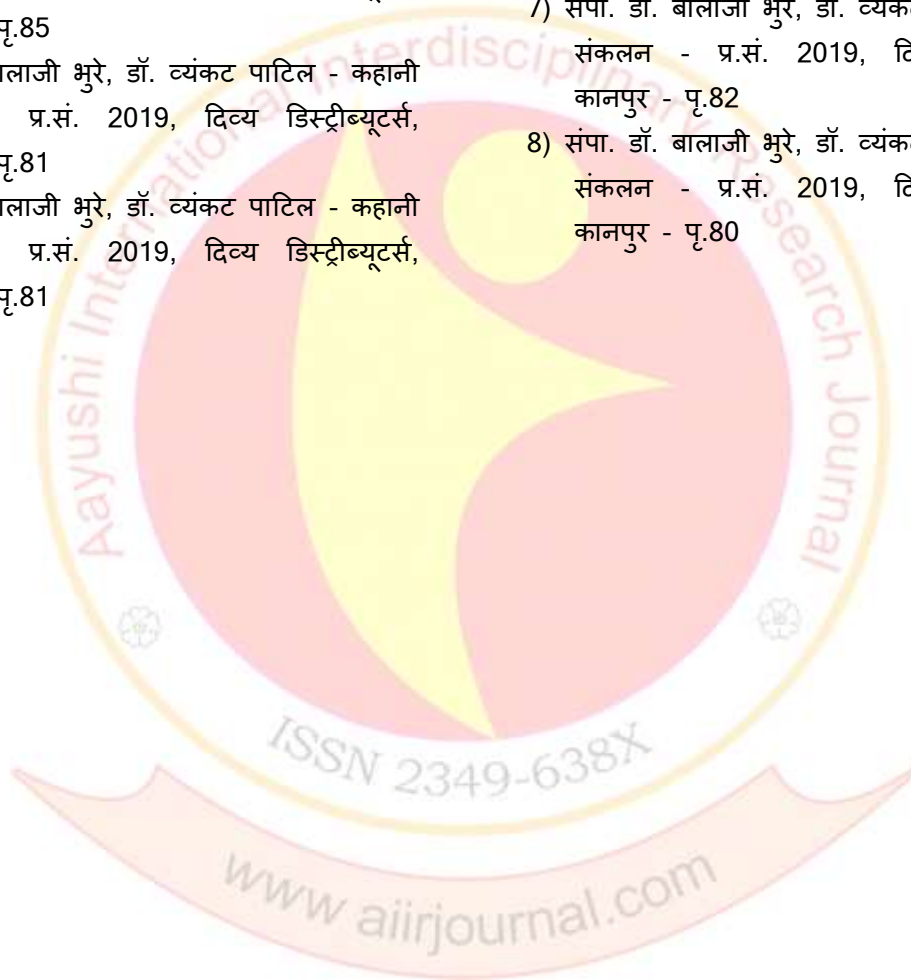 पृ.85
बालाजी भुरे, डॉ. व्यंकट पाटिल - कहानी
प्र.सं. 2019, दिव्य डिस्ट्रीब्यूटर्स,
पृ.81
बालाजी भुरे, डॉ. व्यंकट पाटिल - कहानी
प्र.सं. 2019, दिव्य डिस्ट्रीब्यूटर्स,
पृ.81
7) संपा. डॉ. बालाजी भुरे, डॉ.
संकलन - प्र.सं. 2019,
कानपुर - पृ.82
8) संपा. डॉ. बालाजी भुरे, डॉ.
संकलन - प्र.सं. 2019,
कानपुर - पृ.80
Aayushi International Interdisciplinary Research Journal
ISSN 2349-638X
www aiirjournal.com